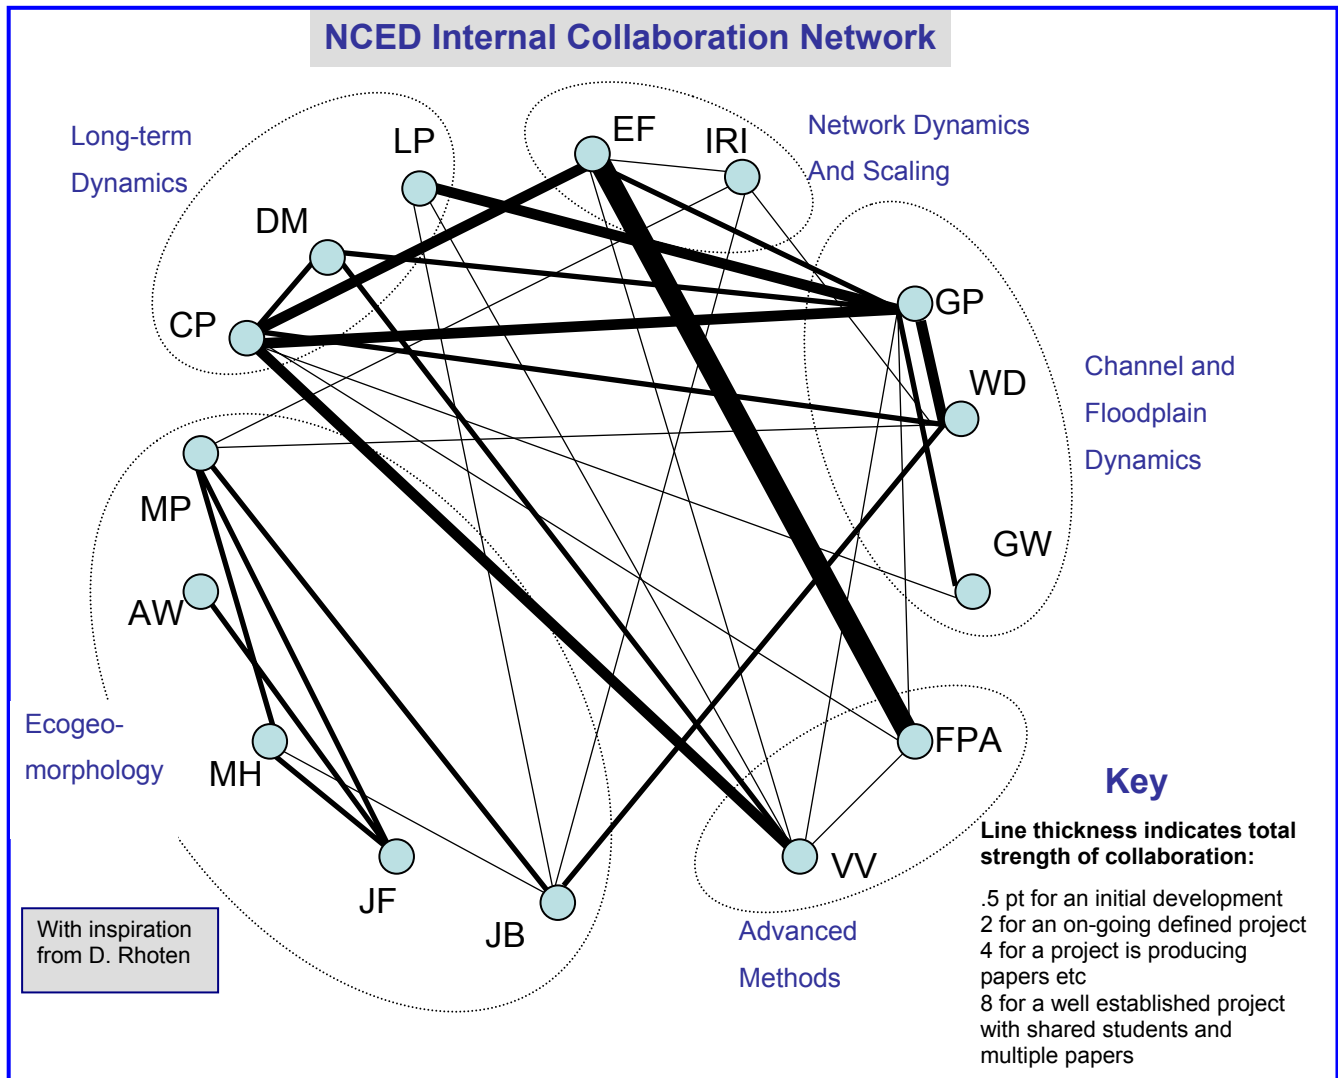 NCED Internal Collaboration Network
Long-term
Dynamics
LP
EF
IRI
Network Dynamics
And Scaling
DM
CP
GP
WD
Channel and
Floodplain
Dynamics
GW
MP
AW
Ecogeo-
morphology
MH
JF
JB
VV
FPA
Advanced
Methods
With inspiration
from D. Rhoten
Key
Line thickness indicates total
strength of collaboration:
.5 pt for an initial development
2 for an on-going defined project
4 for a project is producing
papers etc
8 for a well established project
with shared students and
multiple papers